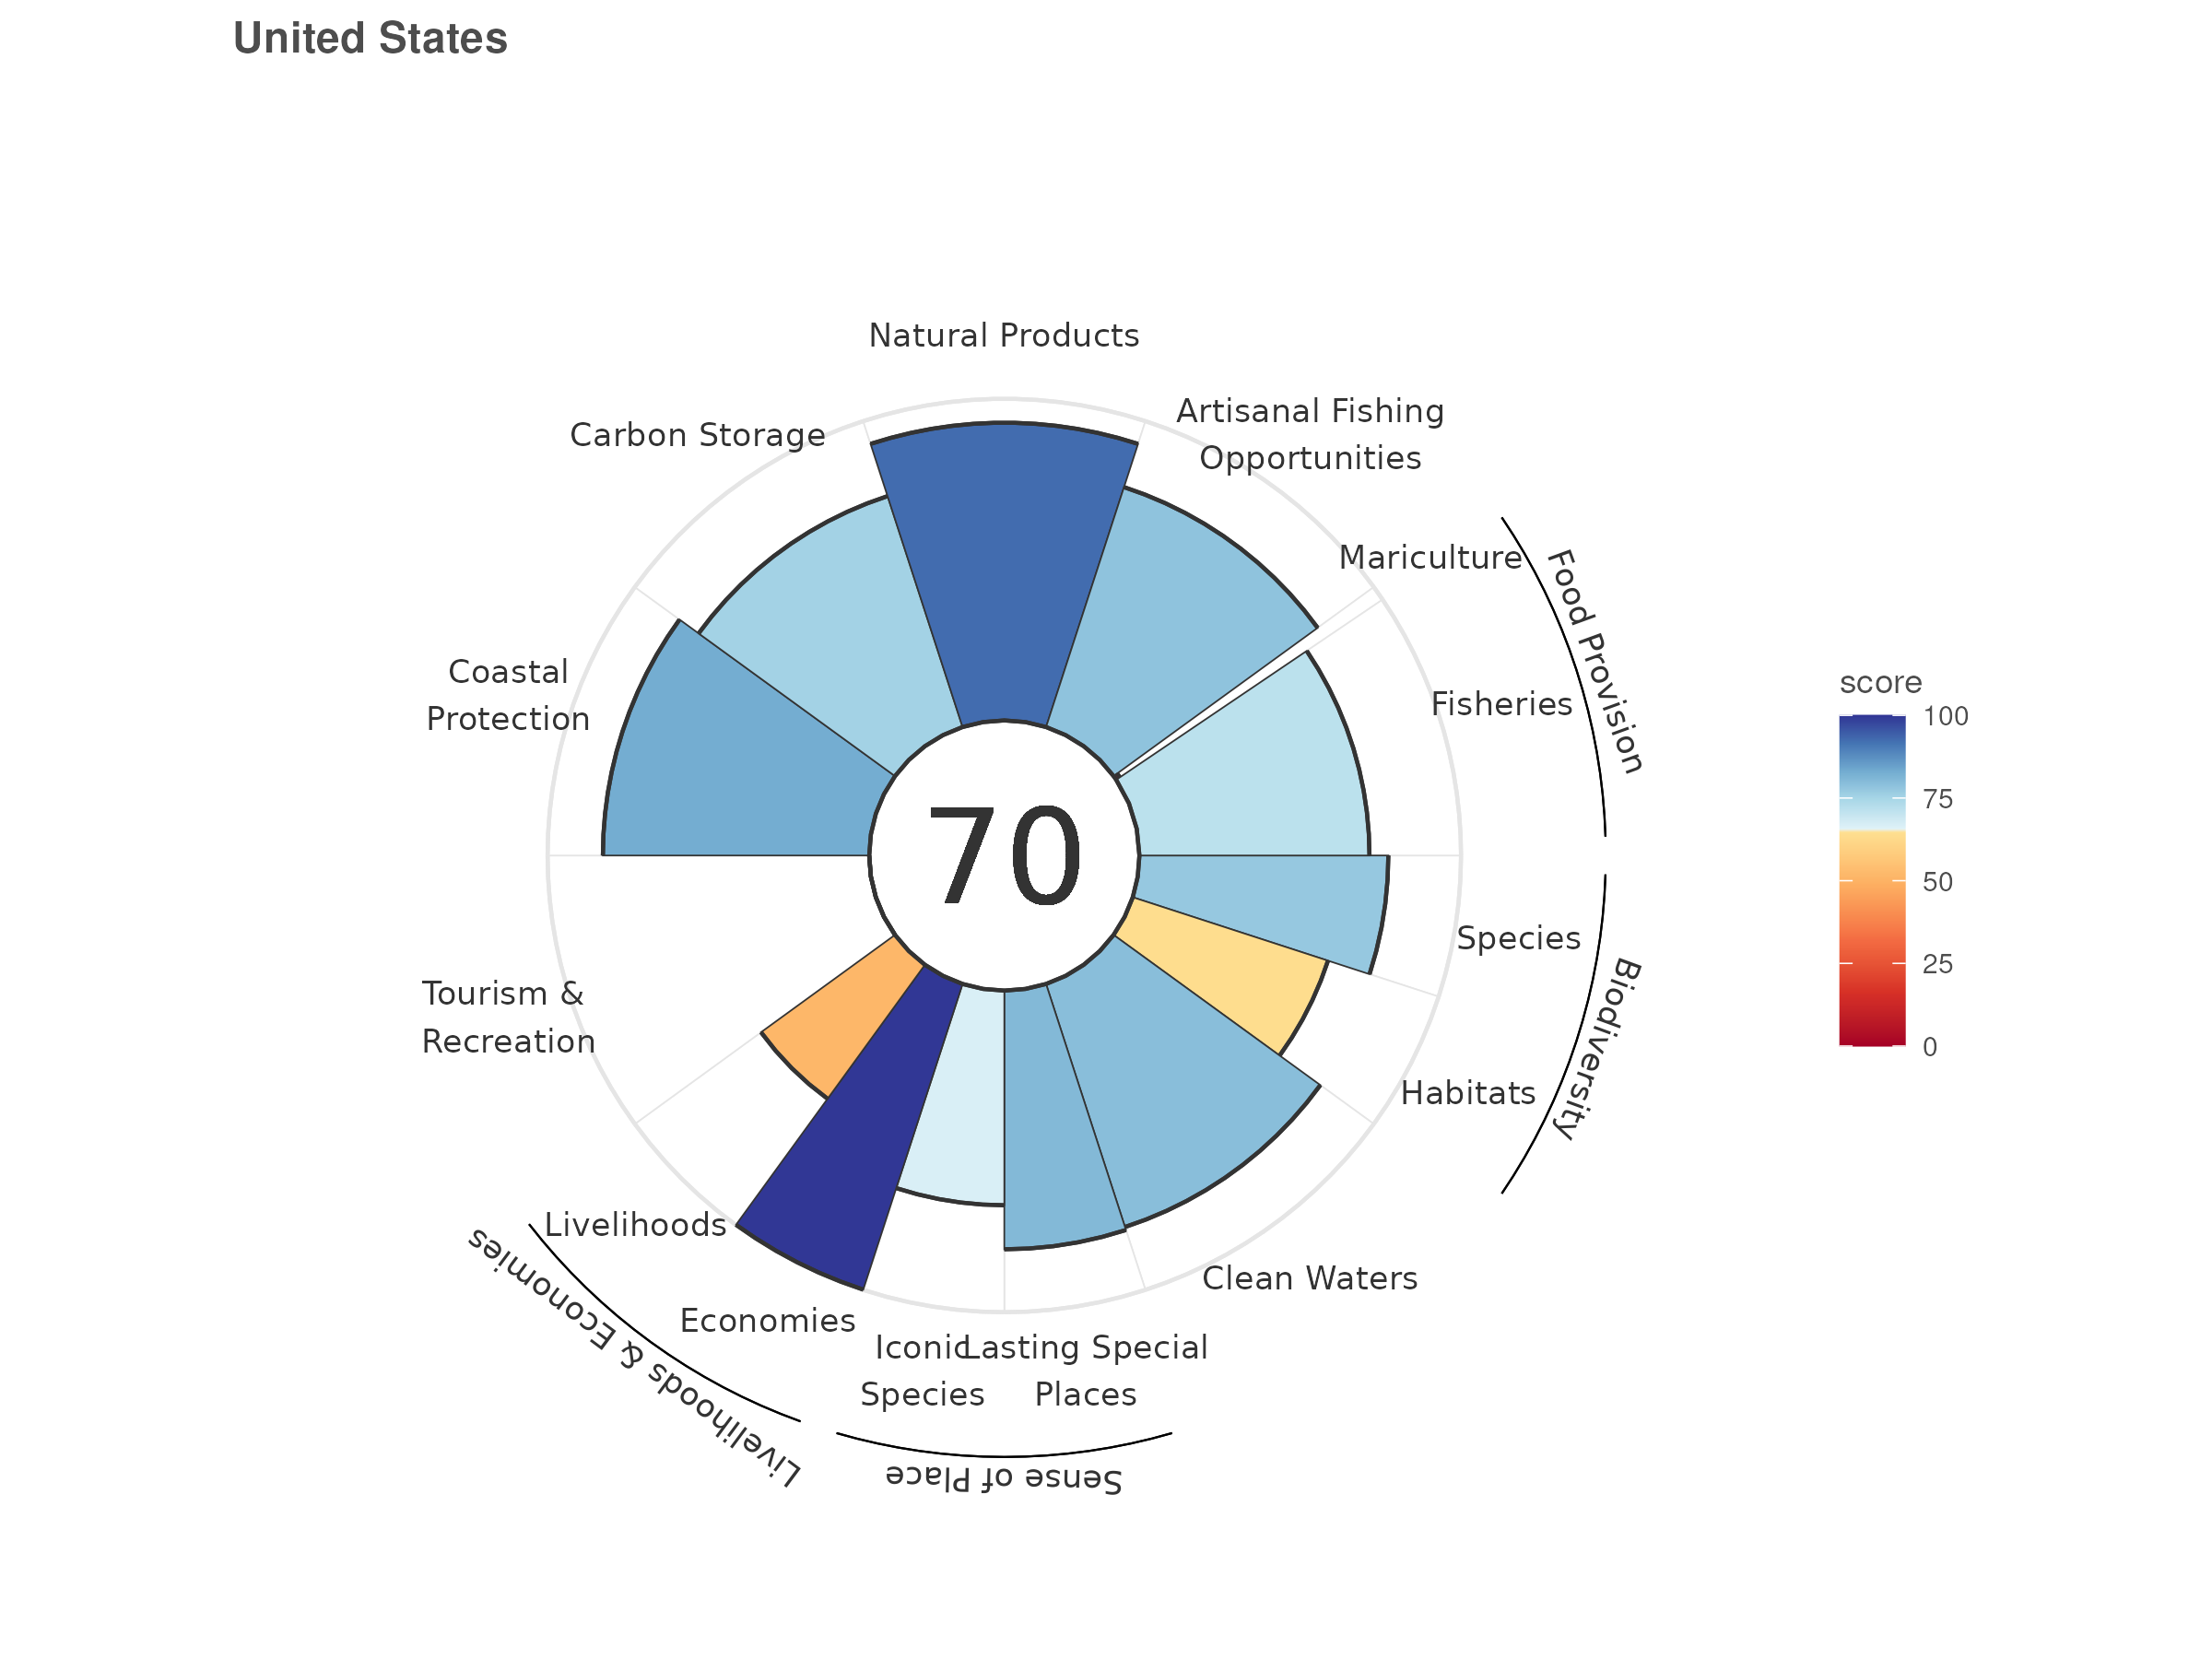 United States
Natural Products
Artisanal Fishing
Opportunities
Carbon Storage
Mariculture
Food Provision
Fisheries
Coastal
Protection
70
score
100
75
50
25
0
Species
Biodiversity
Habitats
Tourism &
Recreation
Livelihoods
Livelihoods & Economies
Clean Waters
Economies
Iconic
Species
Lasting Special
Places
Sense of Place